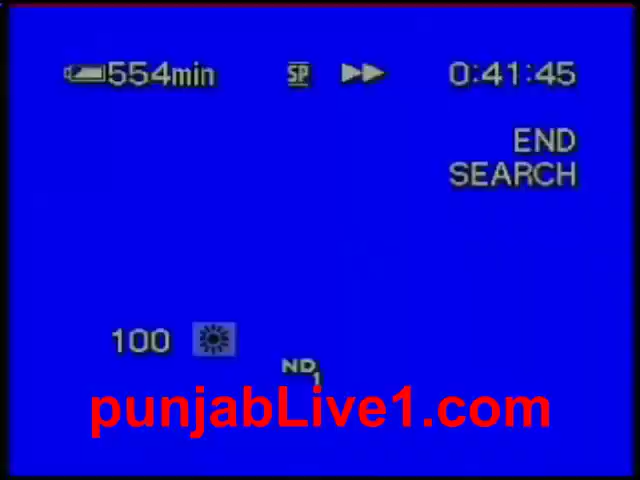 554min SP 0:41:45
END
SEARCH
100
ND1
punjabLive1.com